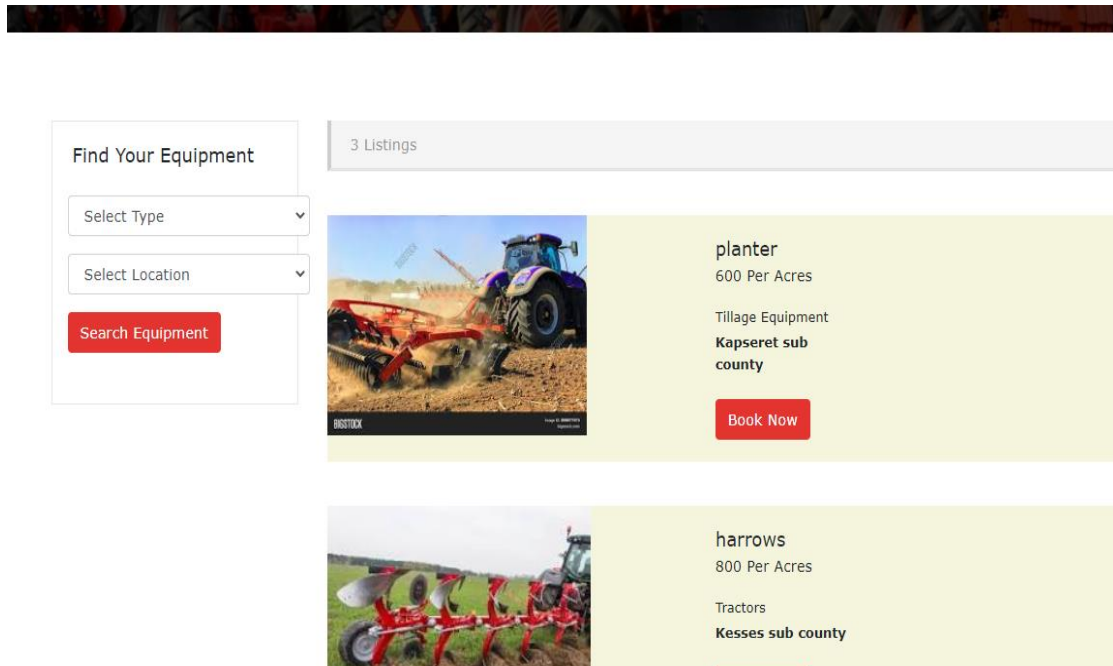 Find Your Equipment
Select Type
Select Location
Search Equipment
3 Listings
BIGSTOCK
planter
600 Per Acres
Tillage Equipment
Kapseret sub
county
Book Now
harrows
800 Per Acres
Tractors
Kesses sub county